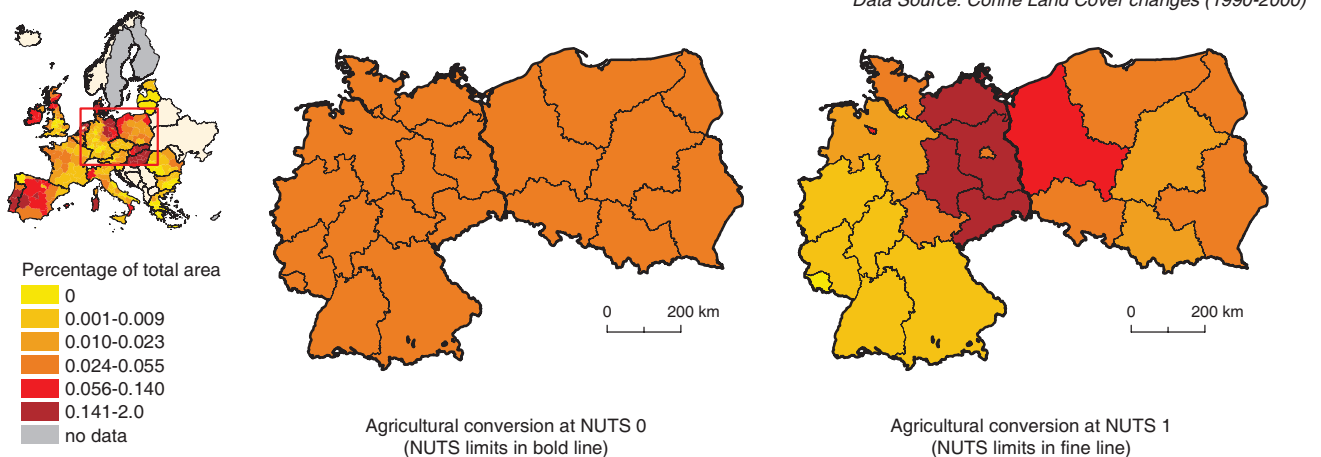 Data Source: Corine Land Cover changes (1990-2000)
Percentage of total area
0
0.001-0.009
0.010-0.023
0.024-0.055
0.056-0.140
0.141-2.0
no data
0 200 km
Agricultural conversion at NUTS 0
(NUTS limits in bold line)
0 200 km
Agricultural conversion at NUTS 1
(NUTS limits in fine line)